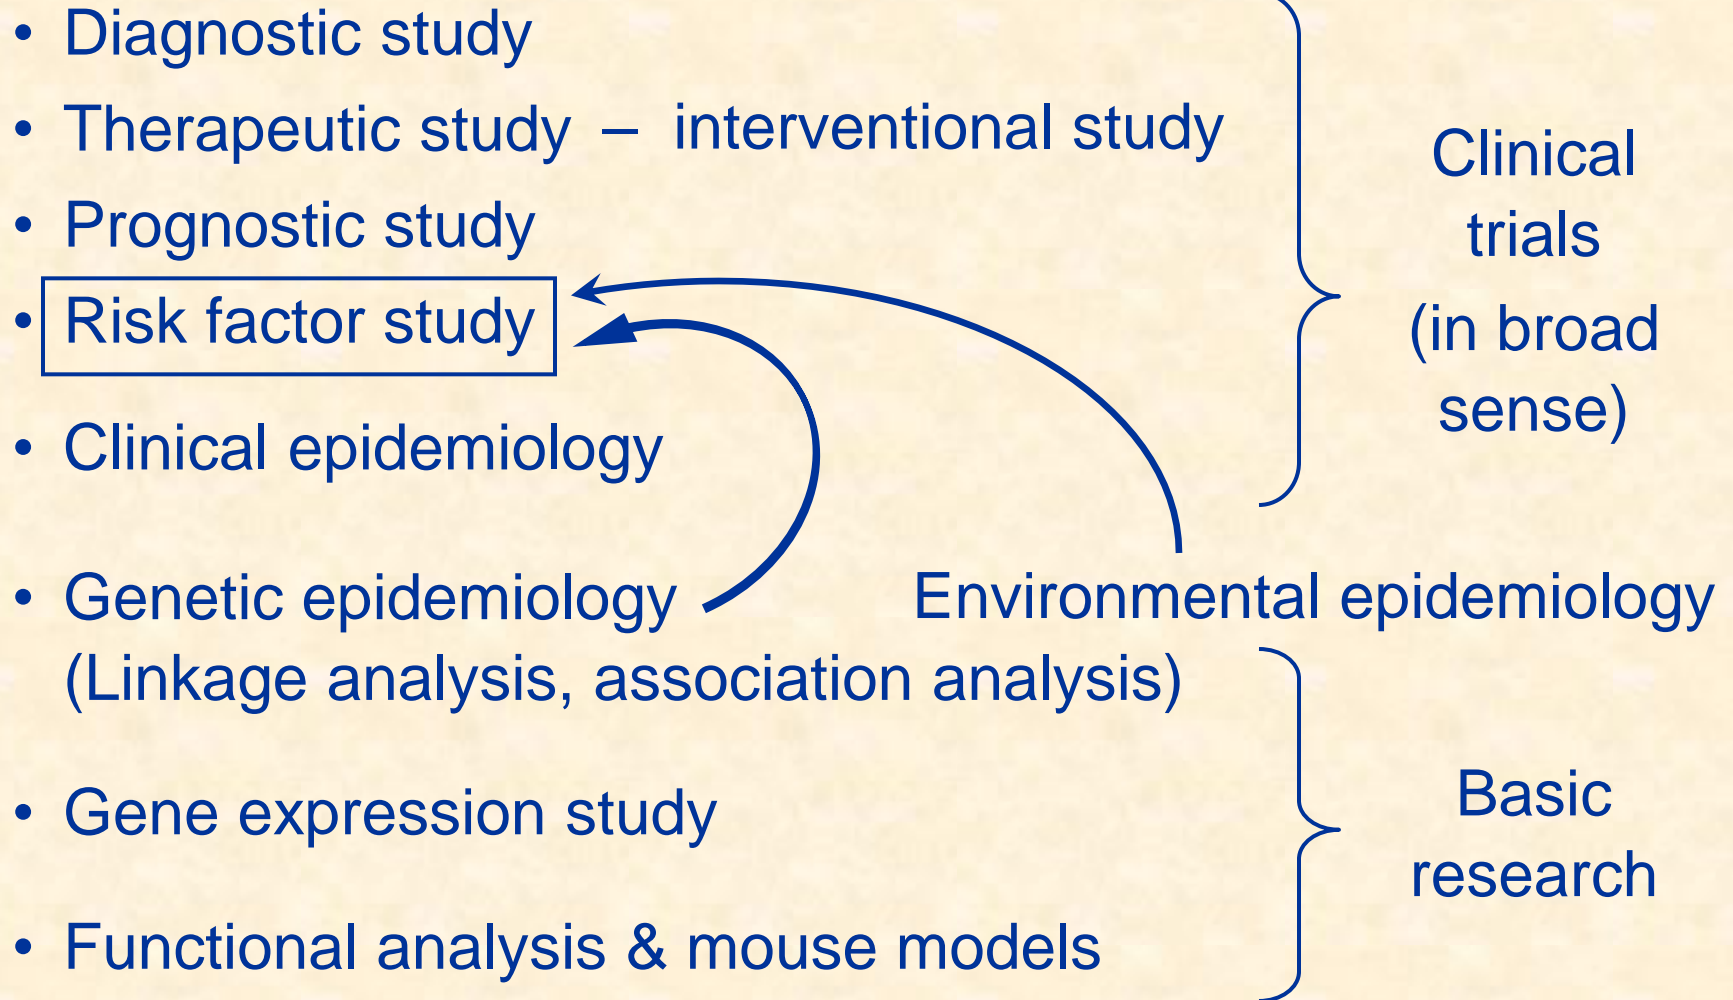 • Diagnostic study
• Therapeutic study – interventional study
• Prognostic study
• Risk factor study
• Clinical epidemiology
Clinical
trials
(in broad
sense)
• Genetic epidemiology
(Linkage analysis, association analysis)
Environmental epidemiology
• Gene expression study
• Functional analysis & mouse models
Basic
research